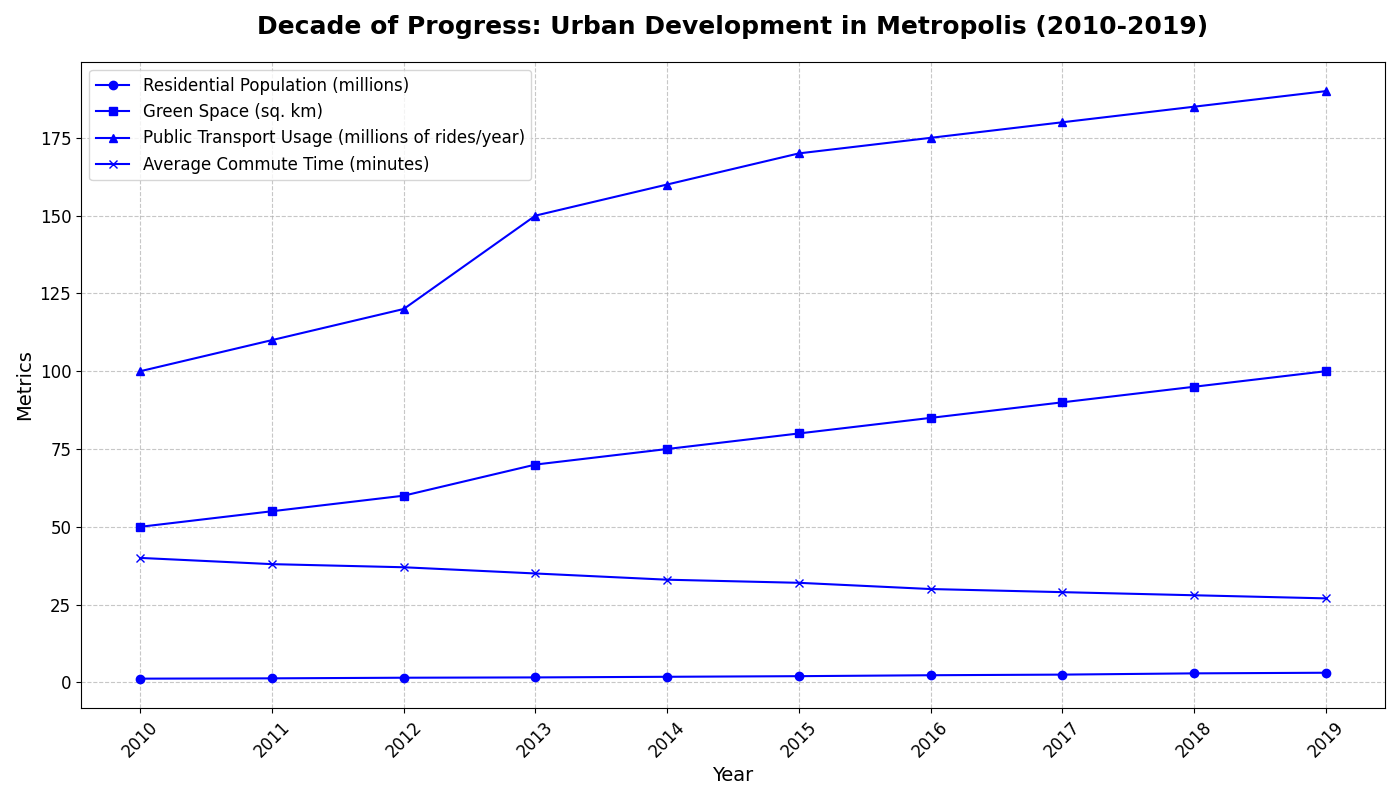 Decade of Progress: Urban Development in Metropolis (2010-2019)
Residential Population (millions)
Green Space (sq. km)
Public Transport Usage (millions of rides/year)
Average Commute Time (minutes)
175
150
125
100
75
50
25
0
Metrics
2010
2011
2012
2013
2014
2015
2016
2017
2018
2019
Year